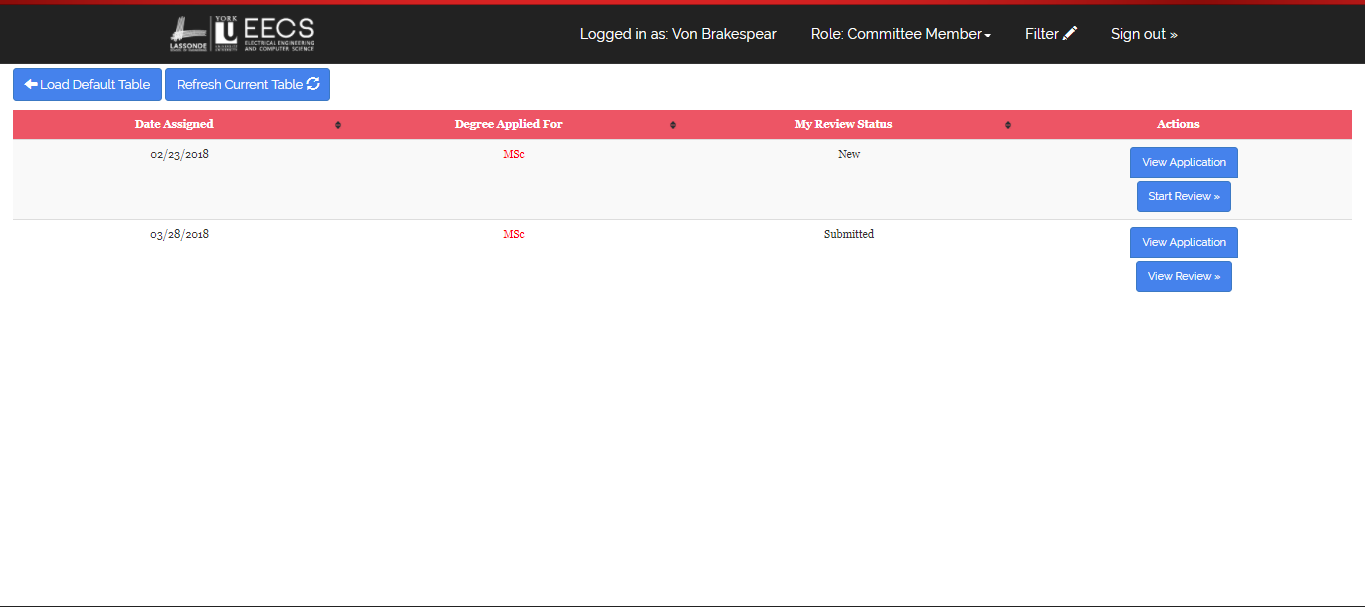 LASSONDE
YORK
U
EECS
ELECTRICAL ENGINEERING
AND COMPUTER SCIENCE
Logged in as: Von Brakespear
Role: Committee Member
Filter
Sign out »
Load Default Table
Refresh Current Table
Date Assigned
Degree Applied For
My Review Status
Actions
02/23/2018
MSc
New
View Application
Start Review »
03/28/2018
MSc
Submitted
View Application
View Review »